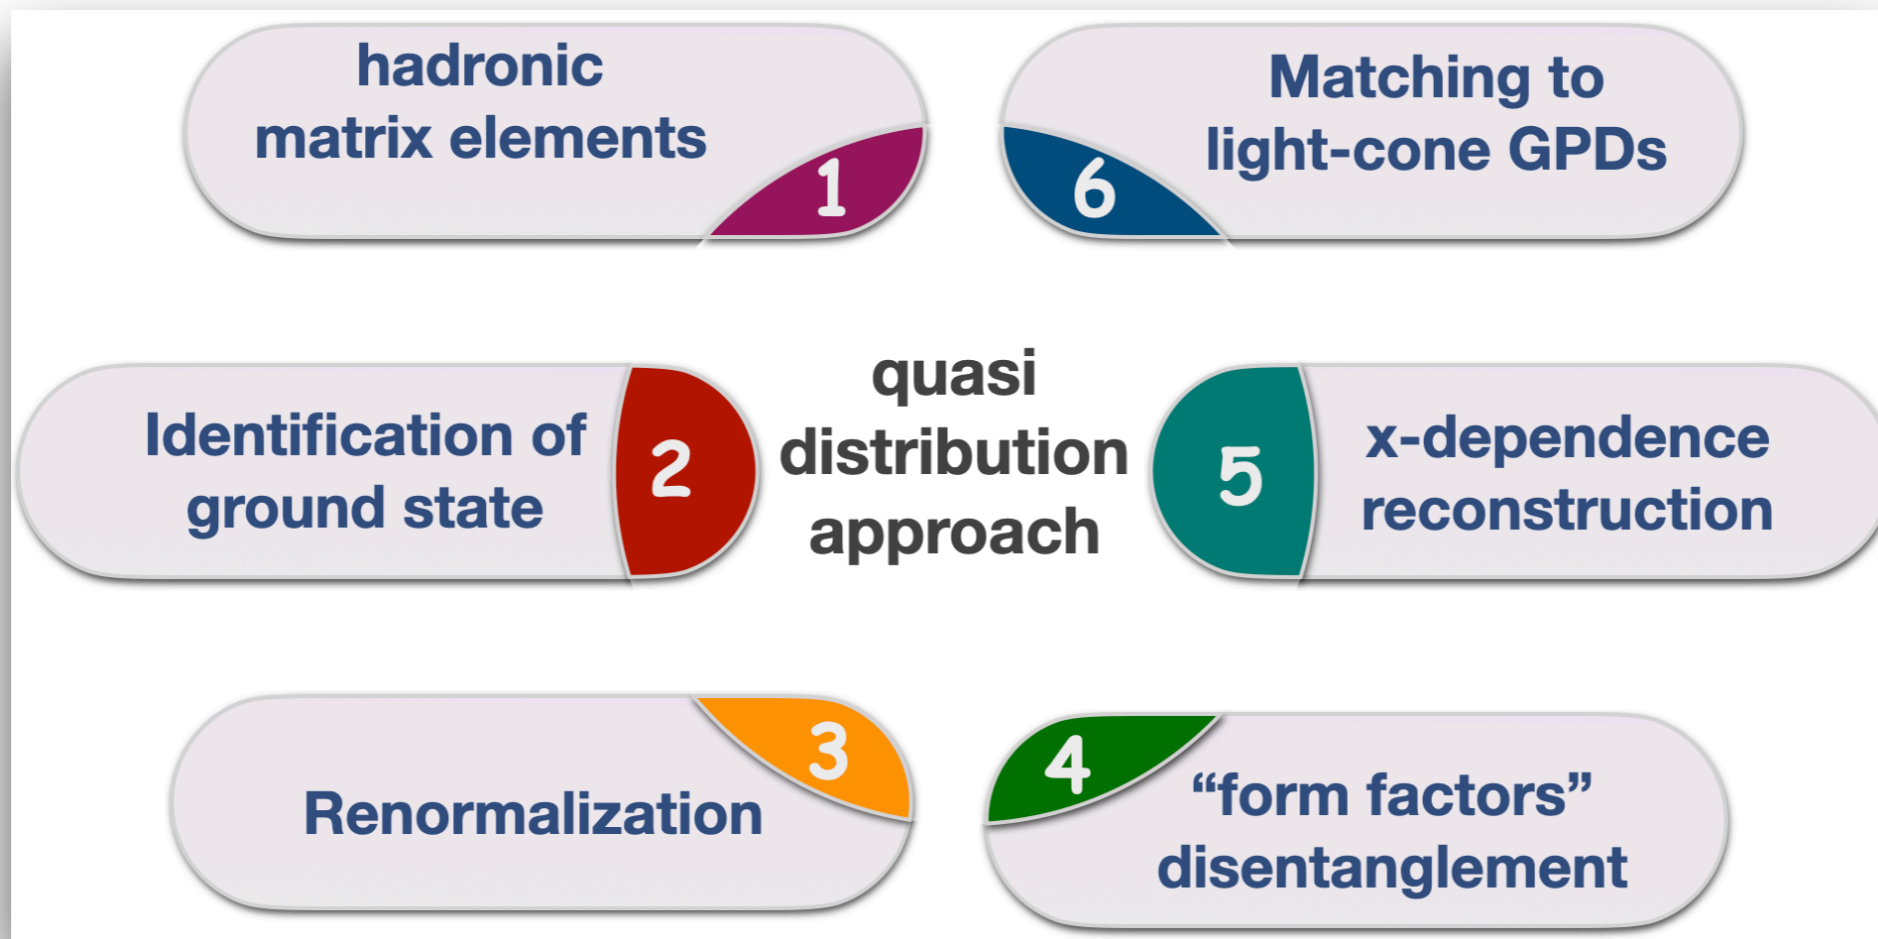 hadronic
matrix elements
1
Identification of
ground state
2
Renormalization
3
quasi
distribution
approach
4
“form factors”
disentanglement
5
x-dependence
reconstruction
6
Matching to
light-cone GPDs